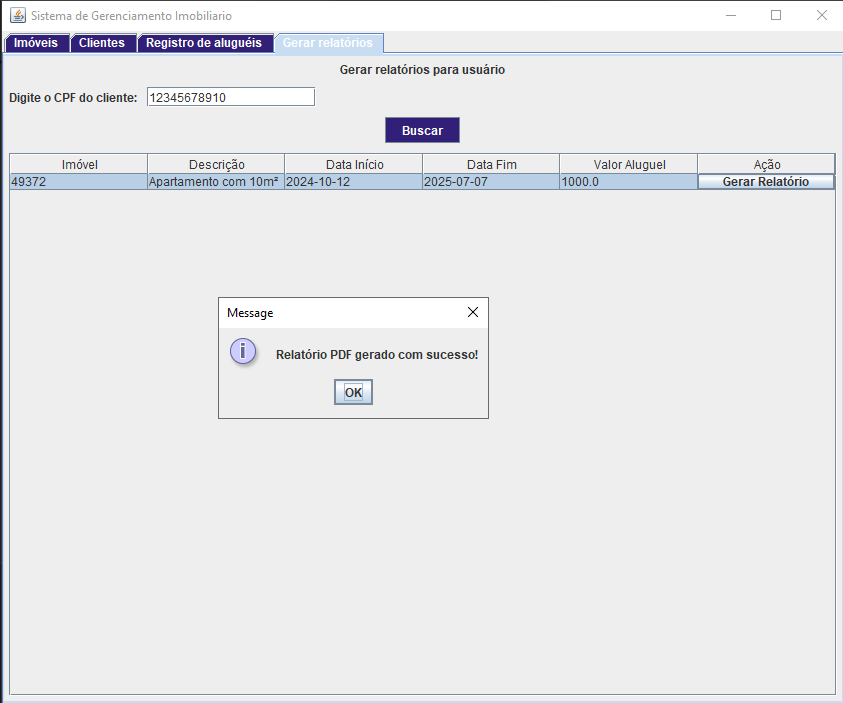 Sistema de Gerenciamento Imobiliario
Imóveis Clientes Registro de aluguéis Gerar relatórios
Gerar relatórios para usuário
Digite o CPF do cliente: 12345678910
Buscar
Imóvel Descrição Data Início Data Fim Valor Aluguel Ação
49372 Apartamento com 10m² 2024-10-12 2025-07-07 1000.0 Gerar Relatório
Message
Relatório PDF gerado com sucesso!
OK